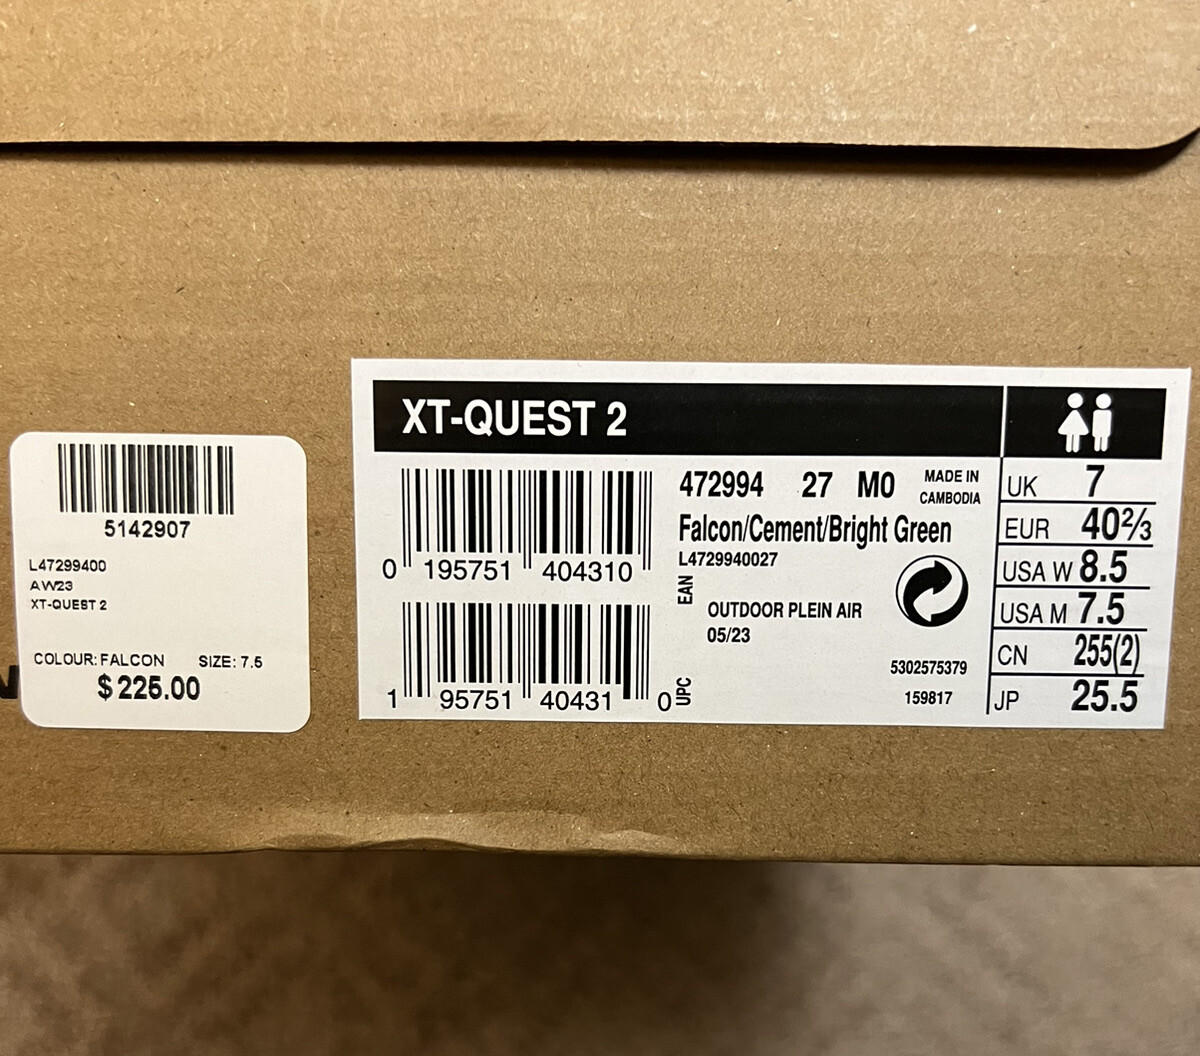 5142907
L47299400
AW23
XT-QUEST 2
COLOUR: FALCON SIZE: 7.5
$225.00
XT-QUEST 2
0 195751 404310
EAN
1 95751 40431 0
UPC
472994 27 M0 MADE IN CAMBODIA
Falcon/Cement/Bright Green
L4729940027
OUTDOOR PLEIN AIR
05/23
5302575379
159817
UK 7
EUR 40⅔
USA W 8.5
USA M 7.5
CN 255(2)
JP 25.5